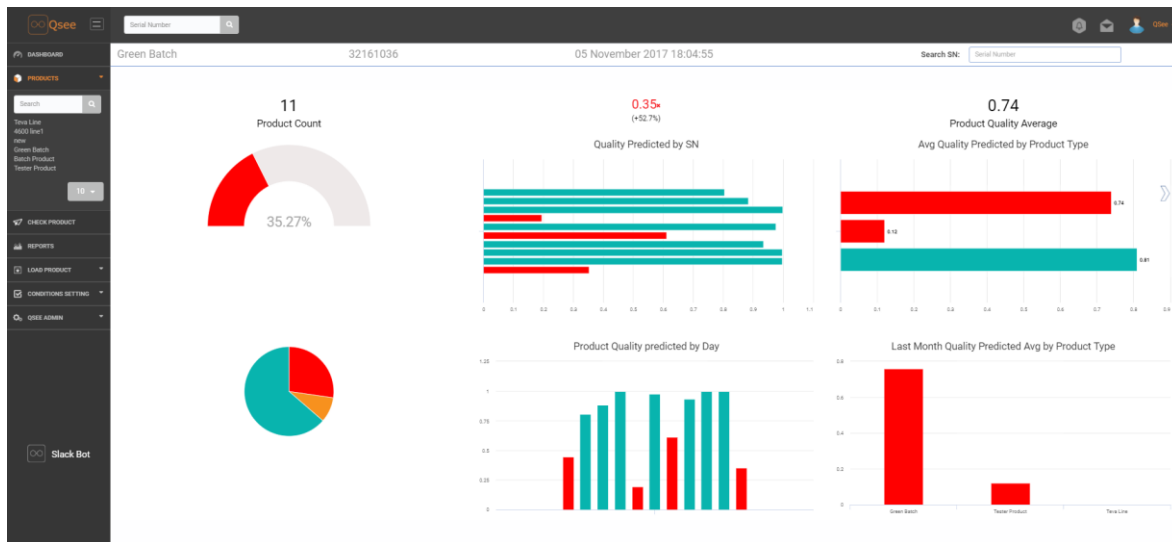 Qsee
Serial Number
QSee
DASHBOARD
Green Batch 32161036 05 November 2017 18:04:55 Search SN: Serial Number
PRODUCTS
Search
Teva Line
4600 line1
new
Green Batch
Batch Product
Tester Product
10
CHECK PRODUCT
REPORTS
LOAD PRODUCT
CONDITIONS SETTING
QSEE ADMIN
Slack Bot
11
Product Count
35.27%
0.35
(+52.7%)
Quality Predicted by SN
0 0.1 0.2 0.3 0.4 0.5 0.6 0.7 0.8 0.9 1 1.1
0.74
Product Quality Average
Avg Quality Predicted by Product Type
0.74
0.12
0.81
0 0.1 0.2 0.3 0.4 0.5 0.6 0.7 0.8 0.9
Product Quality predicted by Day
1.25
1
0.75
0.5
0.25
0
Last Month Quality Predicted Avg by Product Type
0.8
0.6
0.4
0.2
0
Green Batch Tester Product Teva Line